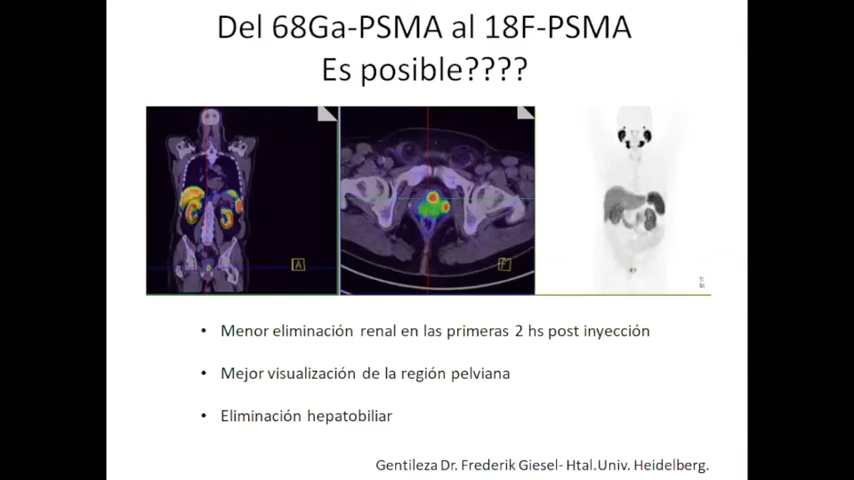 Del 68Ga-PSMA al 18F-PSMA
Es posible????
A
F
• Menor eliminación renal en las primeras 2 hs post inyección
• Mejor visualización de la región pelviana
• Eliminación hepatobiliar
Gentileza Dr. Frederik Giesel- Htal.Univ. Heidelberg.